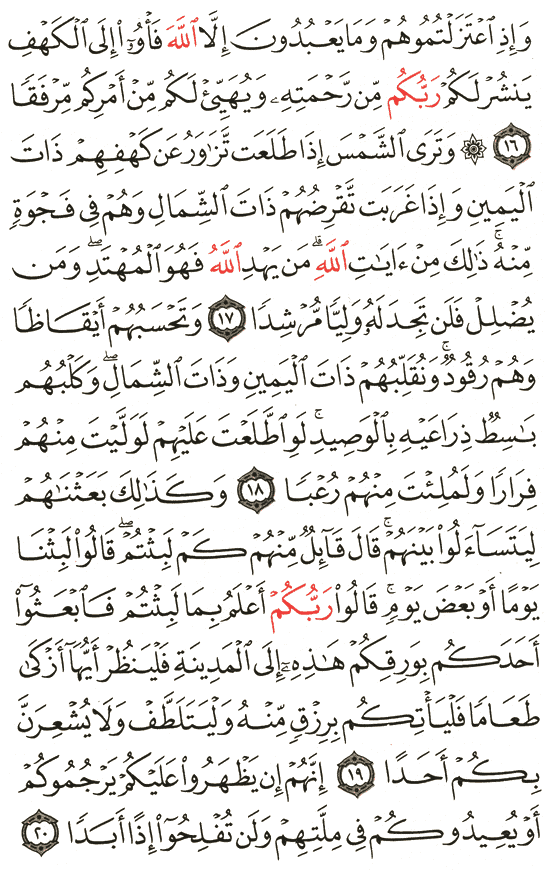 وَإِذِ ٱعْتَزَلْتُمُوهُمْ وَمَا يَعْبُدُونَ إِلَّا ٱللَّهَ فَأْوُۥٓا۟ إِلَى ٱلْكَهْفِ
يَنشُرْ لَكُمْ رَبُّكُم مِّن رَّحْمَتِهِۦ وَيُهَيِّئْ لَكُم مِّنْ أَمْرِكُم مِّرْفَقًا
١٦ ۞ وَتَرَى ٱلشَّمْسَ إِذَا طَلَعَت تَّزَٰوَرُ عَن كَهْفِهِمْ ذَاتَ
ٱلْيَمِينِ وَإِذَا غَرَبَت تَّقْرِضُهُمْ ذَاتَ ٱلشِّمَالِ وَهُمْ فِى فَجْوَةٍ
مِّنْهُ ۚ ذَٰلِكَ مِنْ ءَايَٰتِ ٱللَّهِ ۗ مَن يَهْدِ ٱللَّهُ فَهُوَ ٱلْمُهْتَدِ ۖ وَمَن
يُضْلِلْ فَلَن تَجِدَ لَهُۥ وَلِيًّا مُّرْشِدًا ١٧ وَتَحْسَبُهُمْ أَيْقَاظًا
وَهُمْ رُقُودٌ ۚ وَنُقَلِّبُهُمْ ذَاتَ ٱلْيَمِينِ وَذَاتَ ٱلشِّمَالِ ۖ وَكَلْبُهُم
بَٰسِطٌ ذِرَاعَيْهِ بِٱلْوَصِيدِ ۚ لَوِ ٱطَّلَعْتَ عَلَيْهِمْ لَوَلَّيْتَ مِنْهُمْ
فِرَارًا وَلَمُلِئْتَ مِنْهُمْ رُعْبًا ١٨ وَكَذَٰلِكَ بَعَثْنَٰهُمْ
لِيَتَسَآءَلُوا۟ بَيْنَهُمْ ۚ قَالَ قَآئِلٌ مِّنْهُمْ كَمْ لَبِثْتُمْ ۖ قَالُوا۟ لَبِثْنَا
يَوْمًا أَوْ بَعْضَ يَوْمٍ ۚ قَالُوا۟ رَبُّكُمْ أَعْلَمُ بِمَا لَبِثْتُمْ فَٱبْعَثُوٓا۟
أَحَدَكُم بِوَرِقِكُمْ هَٰذِهِۦٓ إِلَى ٱلْمَدِينَةِ فَلْيَنظُرْ أَيُّهَآ أَزْكَىٰ
طَعَامًا فَلْيَأْتِكُم بِرِزْقٍ مِّنْهُ وَلْيَتَلَطَّفْ وَلَا يُشْعِرَنَّ
بِكُمْ أَحَدًا ١٩ إِنَّهُمْ إِن يَظْهَرُوا۟ عَلَيْكُمْ يَرْجُمُوكُمْ
أَوْ يُعِيدُوكُمْ فِى مِلَّتِهِمْ وَلَن تُفْلِحُوٓا۟ إِذًا أَبَدًا ٢٠